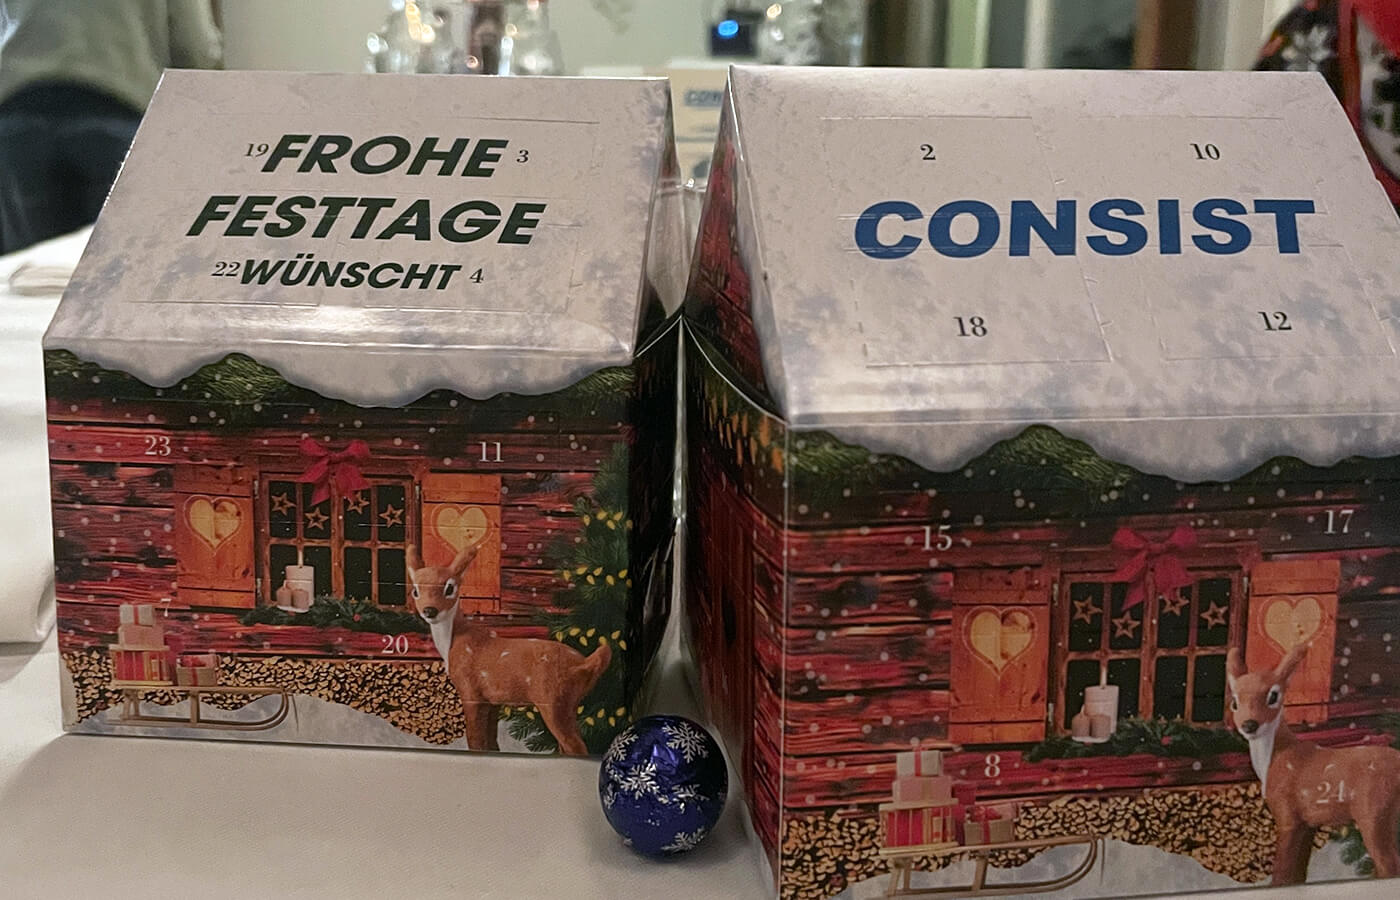 19 FROHE 3
FESTTAGE
22 WÜNSCHT 4
23 11
7
20
2 10
CONSIST
18 12
15 17
8
24